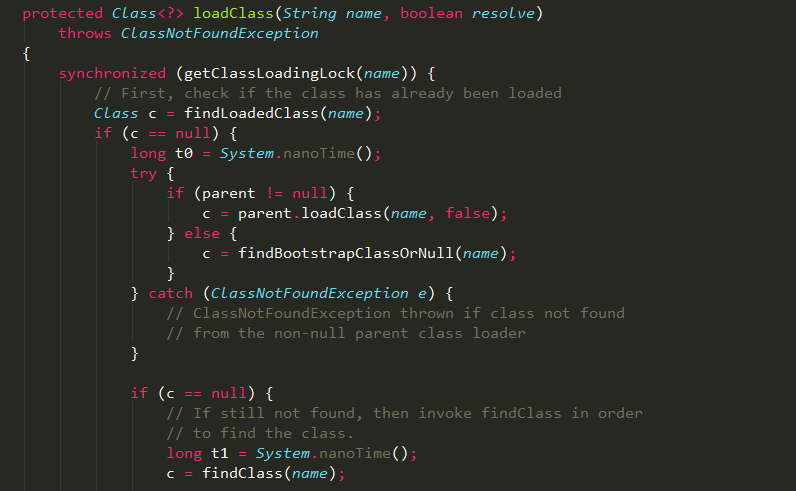 protected Class<?> loadClass(String name, boolean resolve)
throws ClassNotFoundException
{
synchronized (getClassLoadingLock(name)) {
// First, check if the class has already been loaded
Class c = findLoadedClass(name);
if (c == null) {
long t0 = System.nanoTime();
try {
if (parent != null) {
c = parent.loadClass(name, false);
} else {
c = findBootstrapClassOrNull(name);
}
} catch (ClassNotFoundException e) {
// ClassNotFoundException thrown if class not found
// from the non-null parent class loader
}
if (c == null) {
// If still not found, then invoke findClass in order
// to find the class.
long t1 = System.nanoTime();
c = findClass(name);